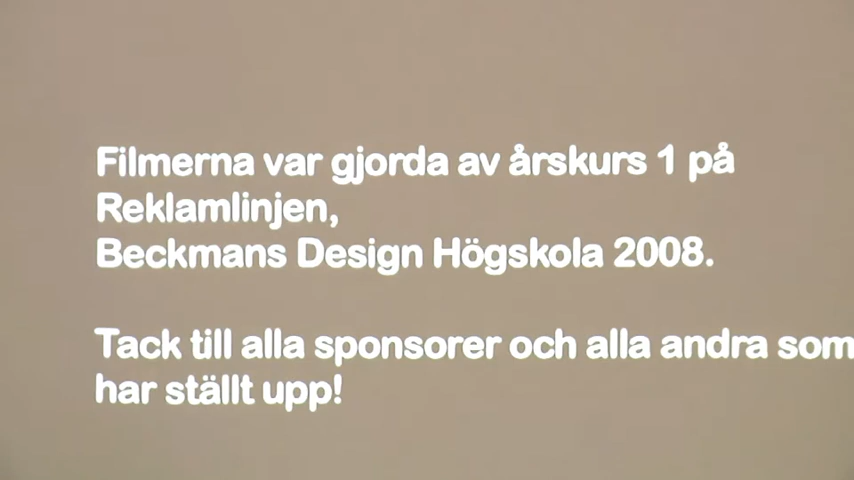 Filmerna var gjorda av årskurs 1 på
Reklamlinjen,
Beckmans Design Högskola 2008.
Tack till alla sponsorer och alla andra som
har ställt upp!